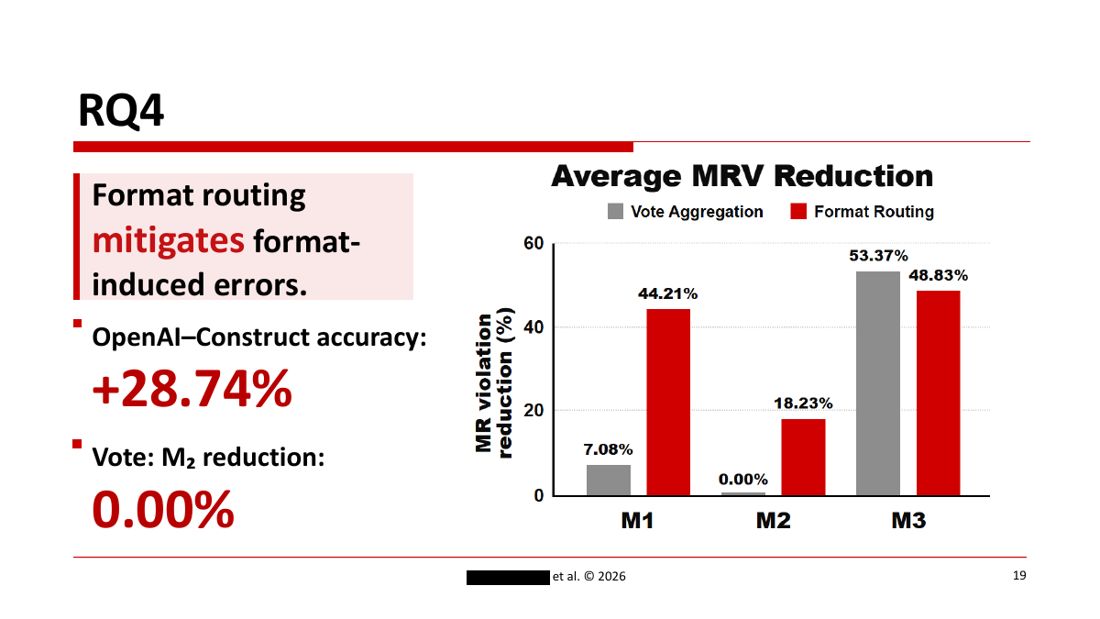 RQ4
Format routing
mitigates format-
induced errors.
OpenAI–Construct accuracy:
+28.74%
Vote: M₂ reduction:
0.00%
Average MRV Reduction
Vote Aggregation
Format Routing
MR violation
reduction (%)
60
40
20
0
7.08%
44.21%
0.00%
18.23%
53.37%
48.83%
M1
M2
M3
et al. © 2026
19